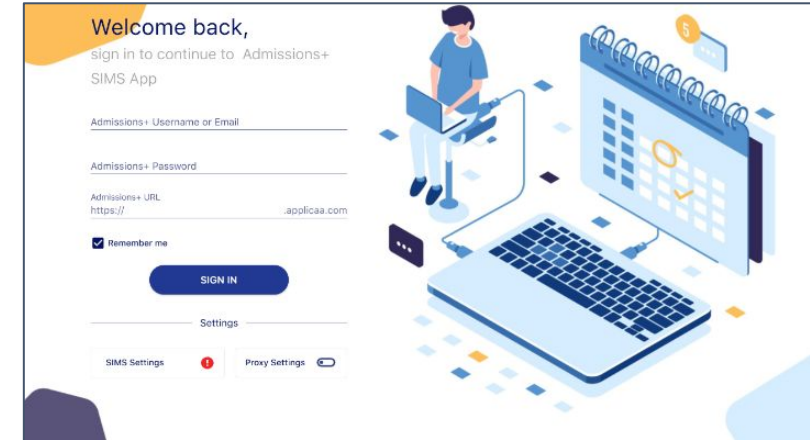 Welcome back,
sign in to continue to Admissions+
SIMS App
Admissions+ Username or Email
Admissions+ Password
Admissions+ URL
https:// .applicaa.com
Remember me
SIGN IN
Settings
SIMS Settings
Proxy Settings
5